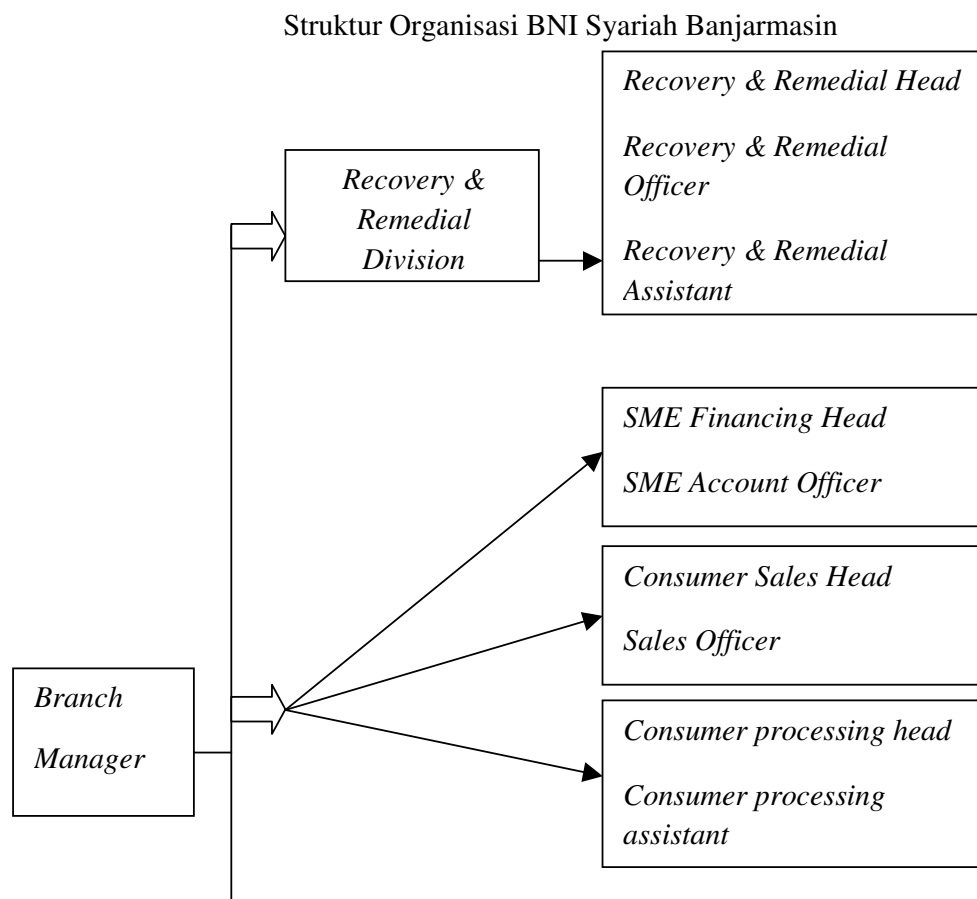 Struktur Organisasi BNI Syariah Banjarmasin
Recovery & Remedial Head
Recovery & Remedial
Officer
Recovery & Remedial
Assistant
Recovery &
Remedial
Division
SME Financing Head
SME Account Officer
Consumer Sales Head
Sales Officer
Branch
Manager
Consumer processing head
Consumer processing
assistant